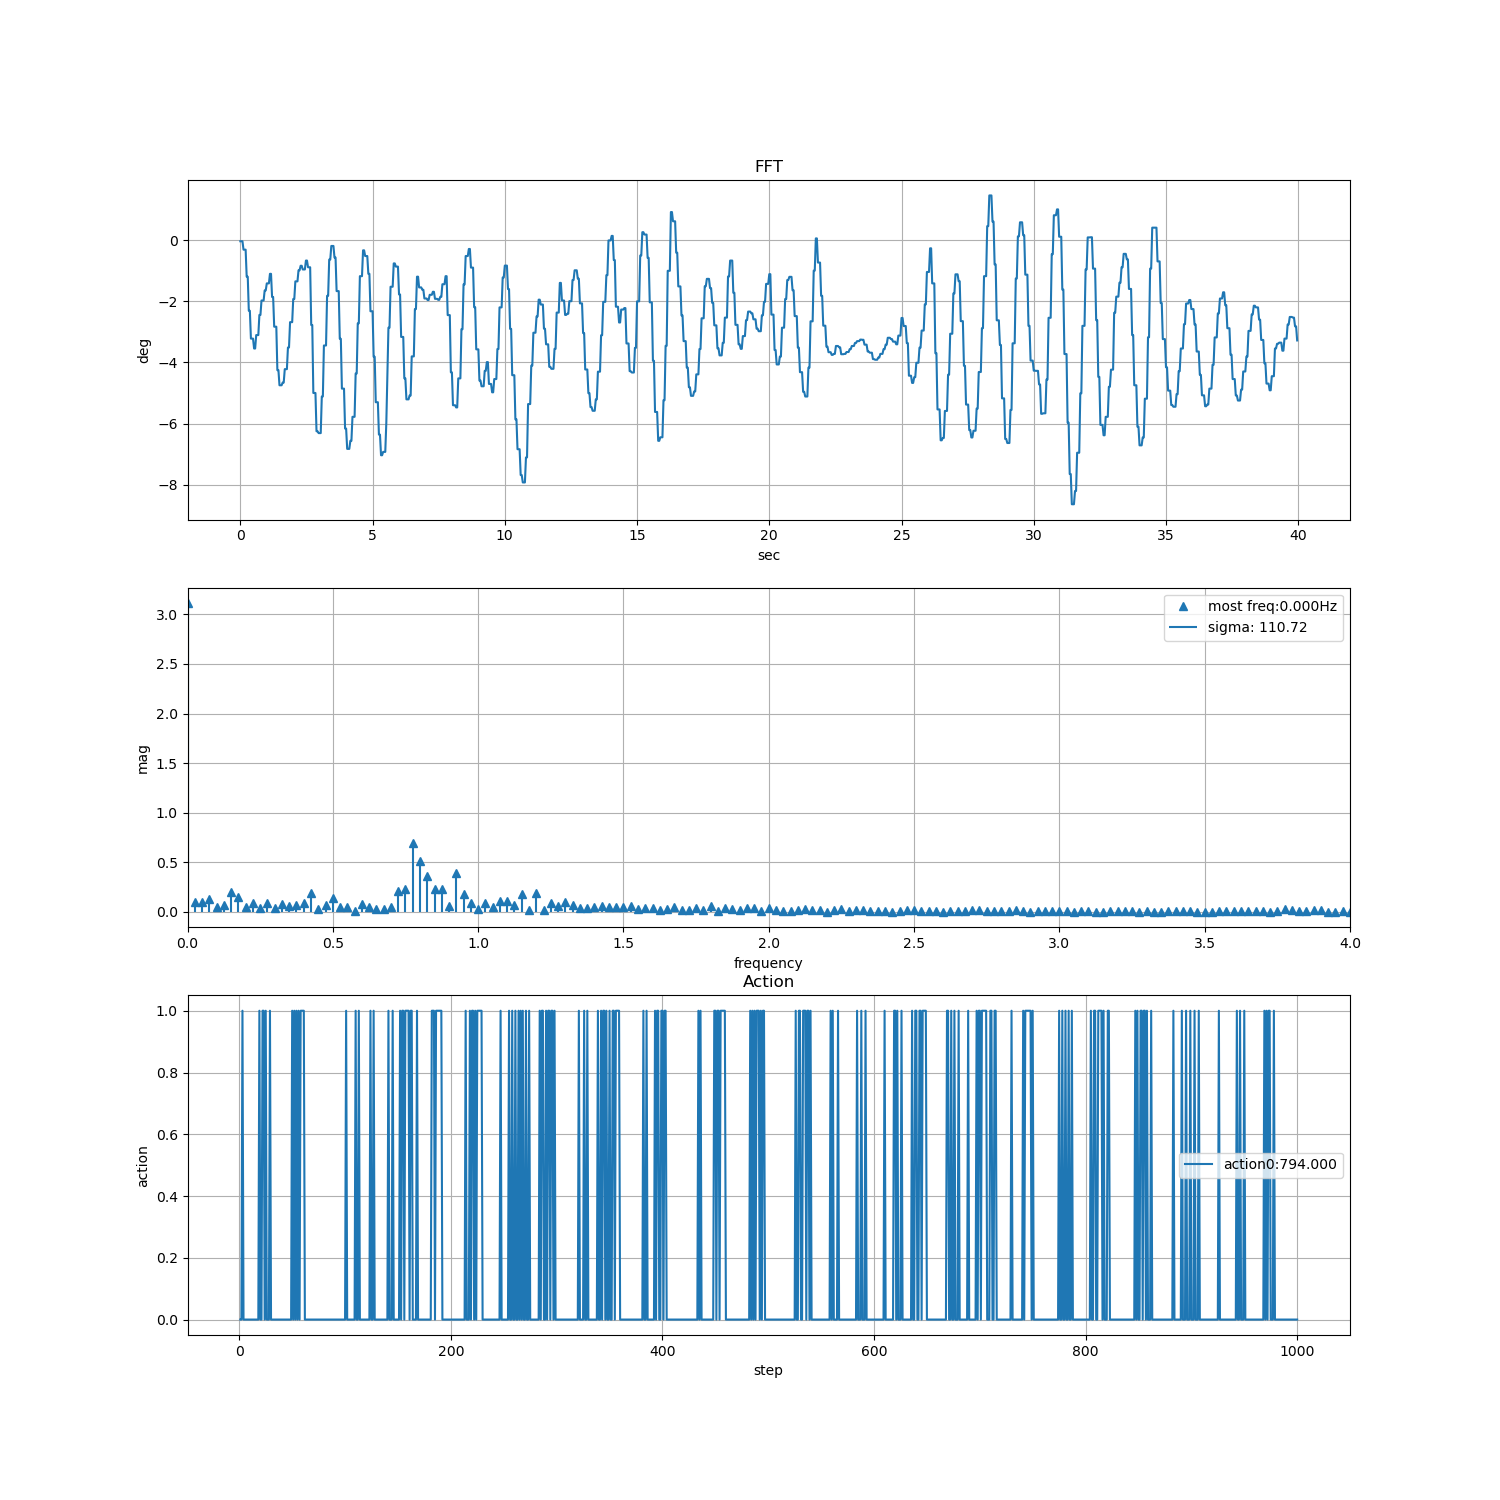 FFT
0
−2
−4
−6
−8
deg
0 5 10 15 20 25 30 35 40
sec
3.0
2.5
2.0
1.5
1.0
0.5
0.0
mag
most freq:0.000Hz
sigma: 110.72
0.0 0.5 1.0 1.5 2.0 2.5 3.0 3.5 4.0
frequency
Action
1.0
0.8
0.6
0.4
0.2
0.0
action
action0:794.000
0 200 400 600 800 1000
step